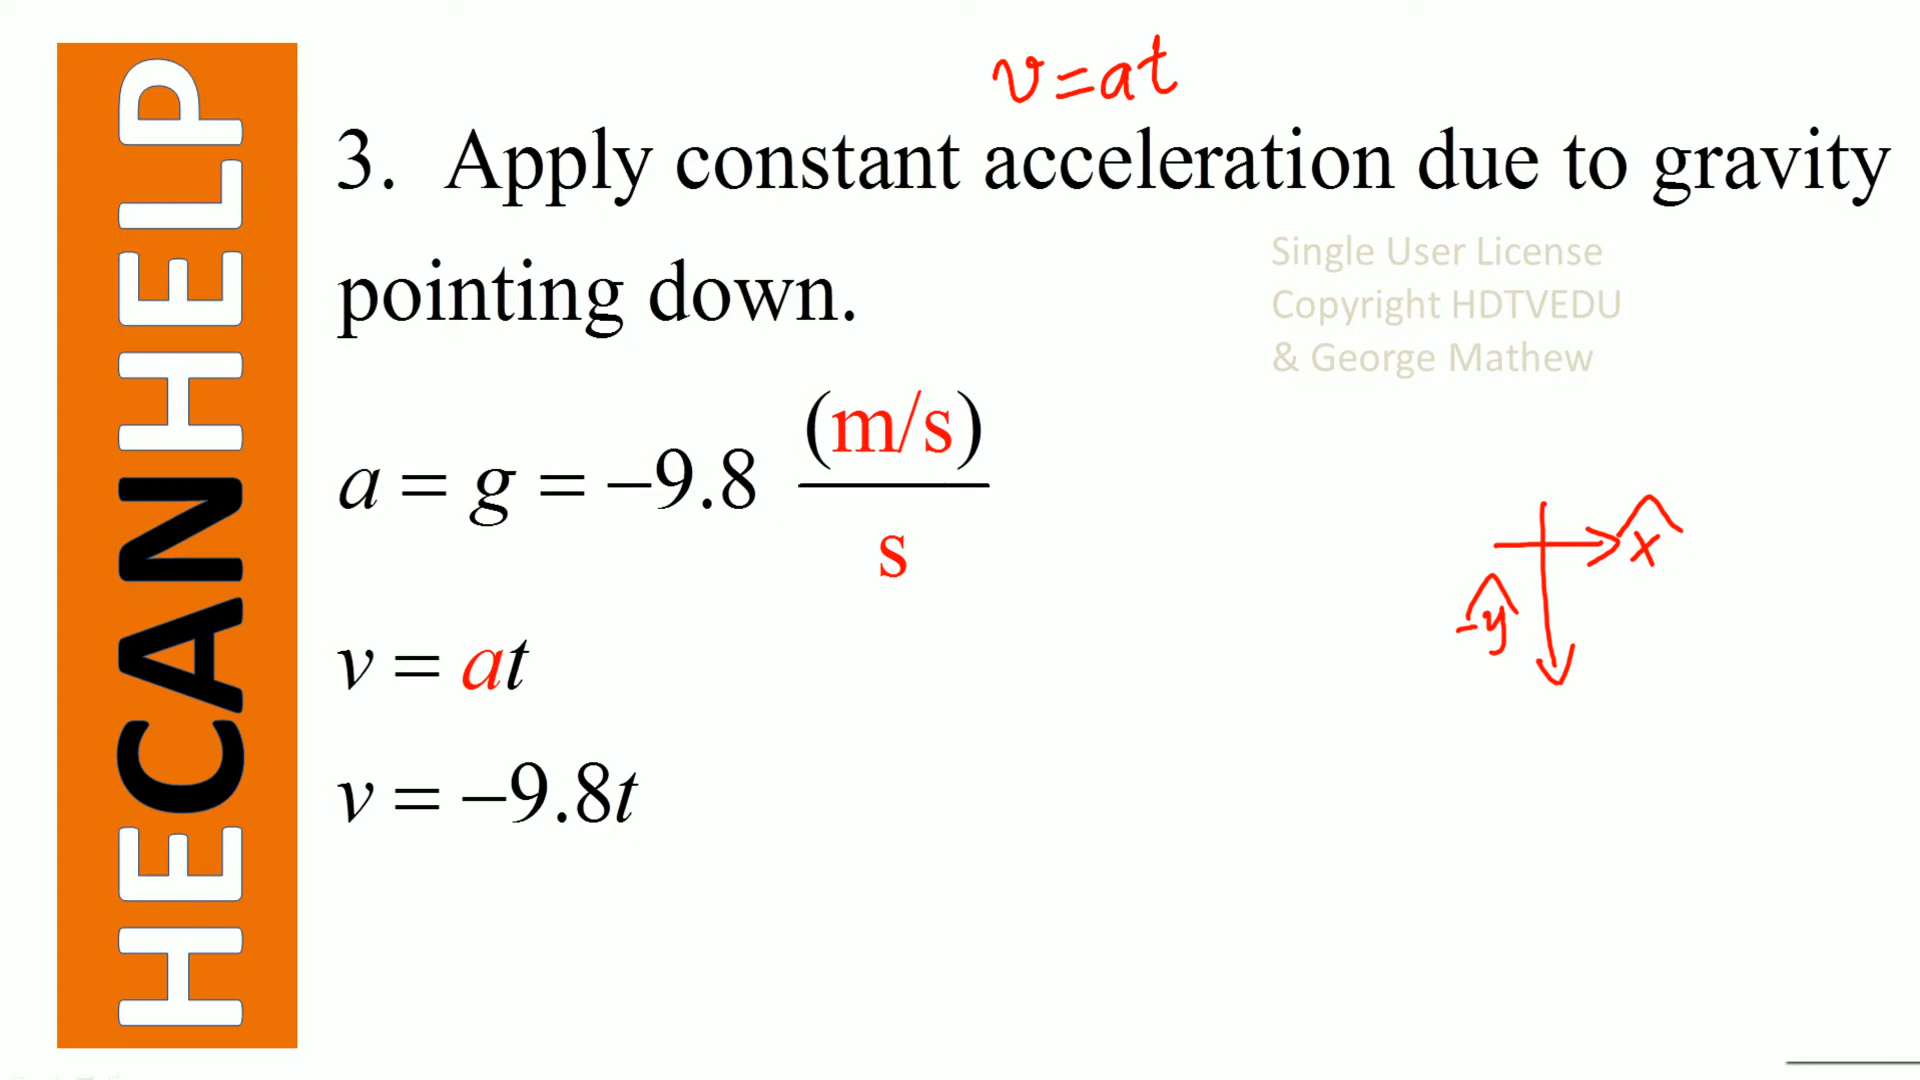 HECANHELP
v=at
3. Apply constant acceleration due to gravity
pointing down.
Single User License
Copyright HDTVEDU
& George Mathew
a = g = −9.8 (m/s)
s
x̂
-ŷ
v = at
v = −9.8t